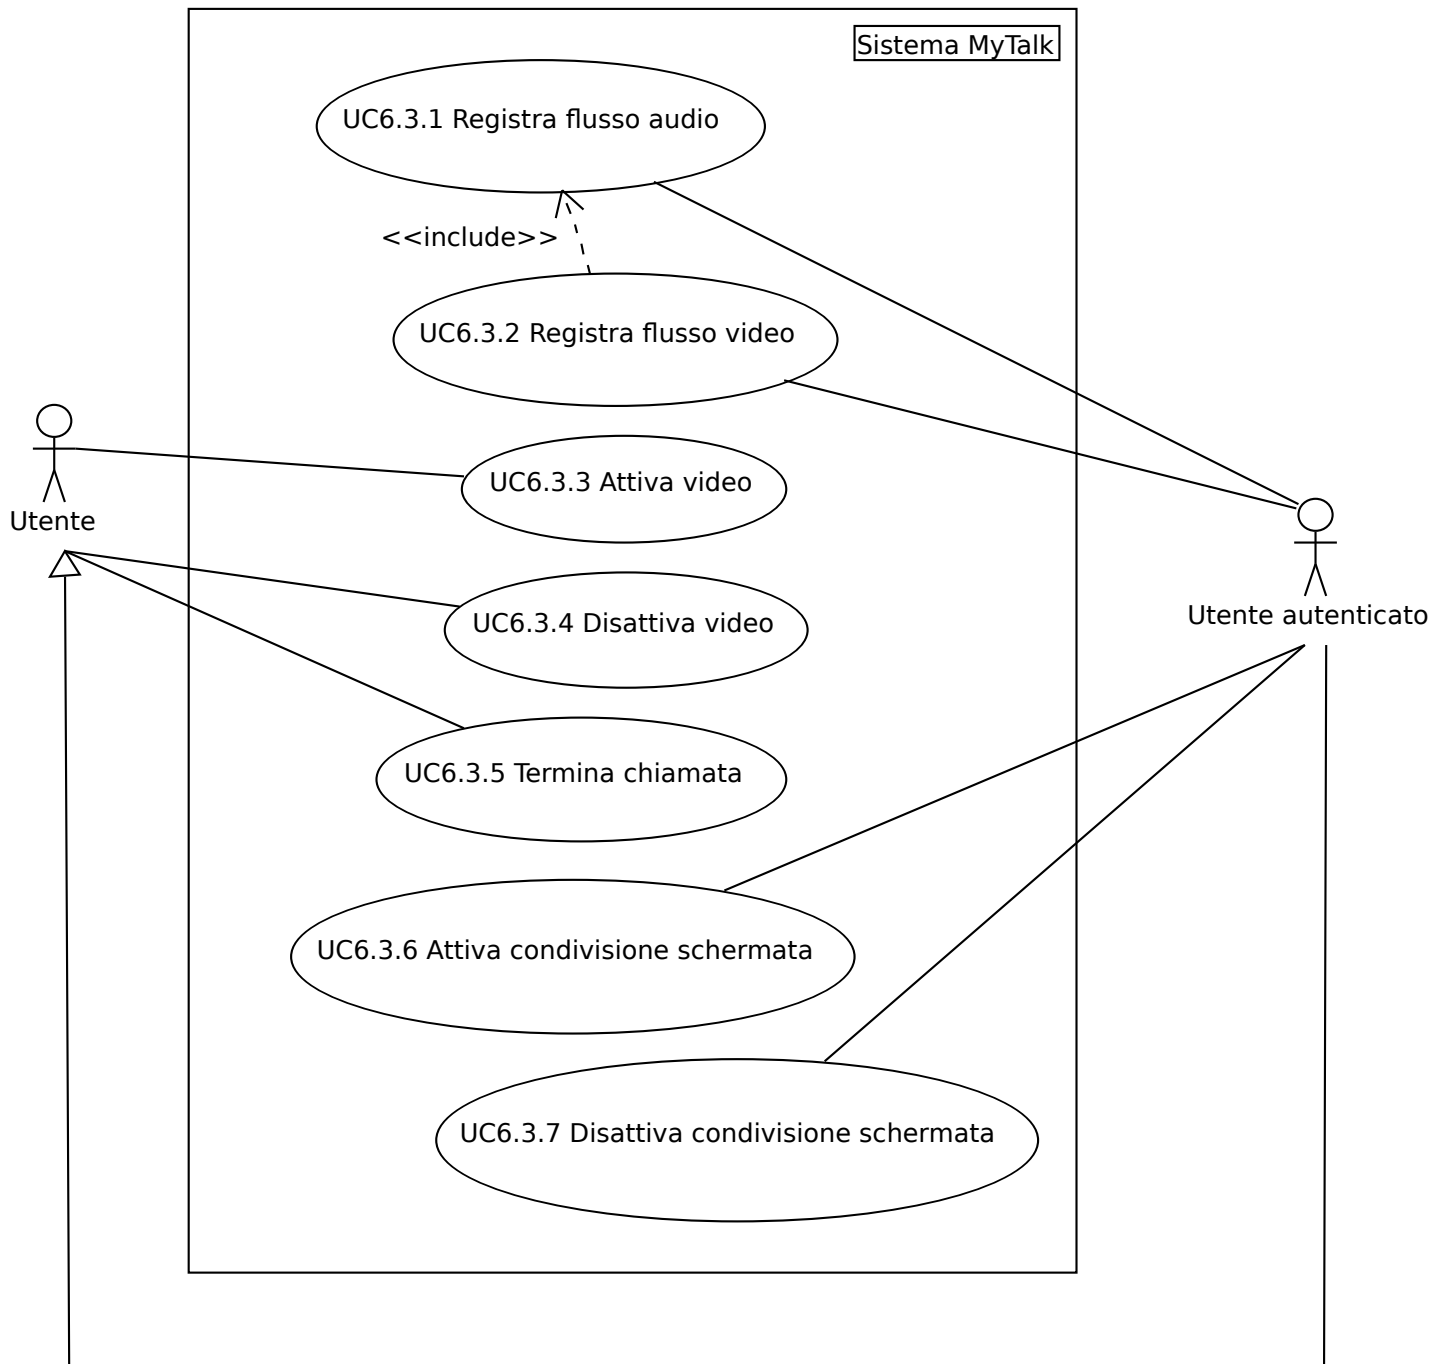 Sistema MyTalk
UC6.3.1 Registra flusso audio
<<include>>
UC6.3.2 Registra flusso video
UC6.3.3 Attiva video
Utente
UC6.3.4 Disattiva video
Utente autenticato
UC6.3.5 Termina chiamata
UC6.3.6 Attiva condivisione schermata
UC6.3.7 Disattiva condivisione schermata